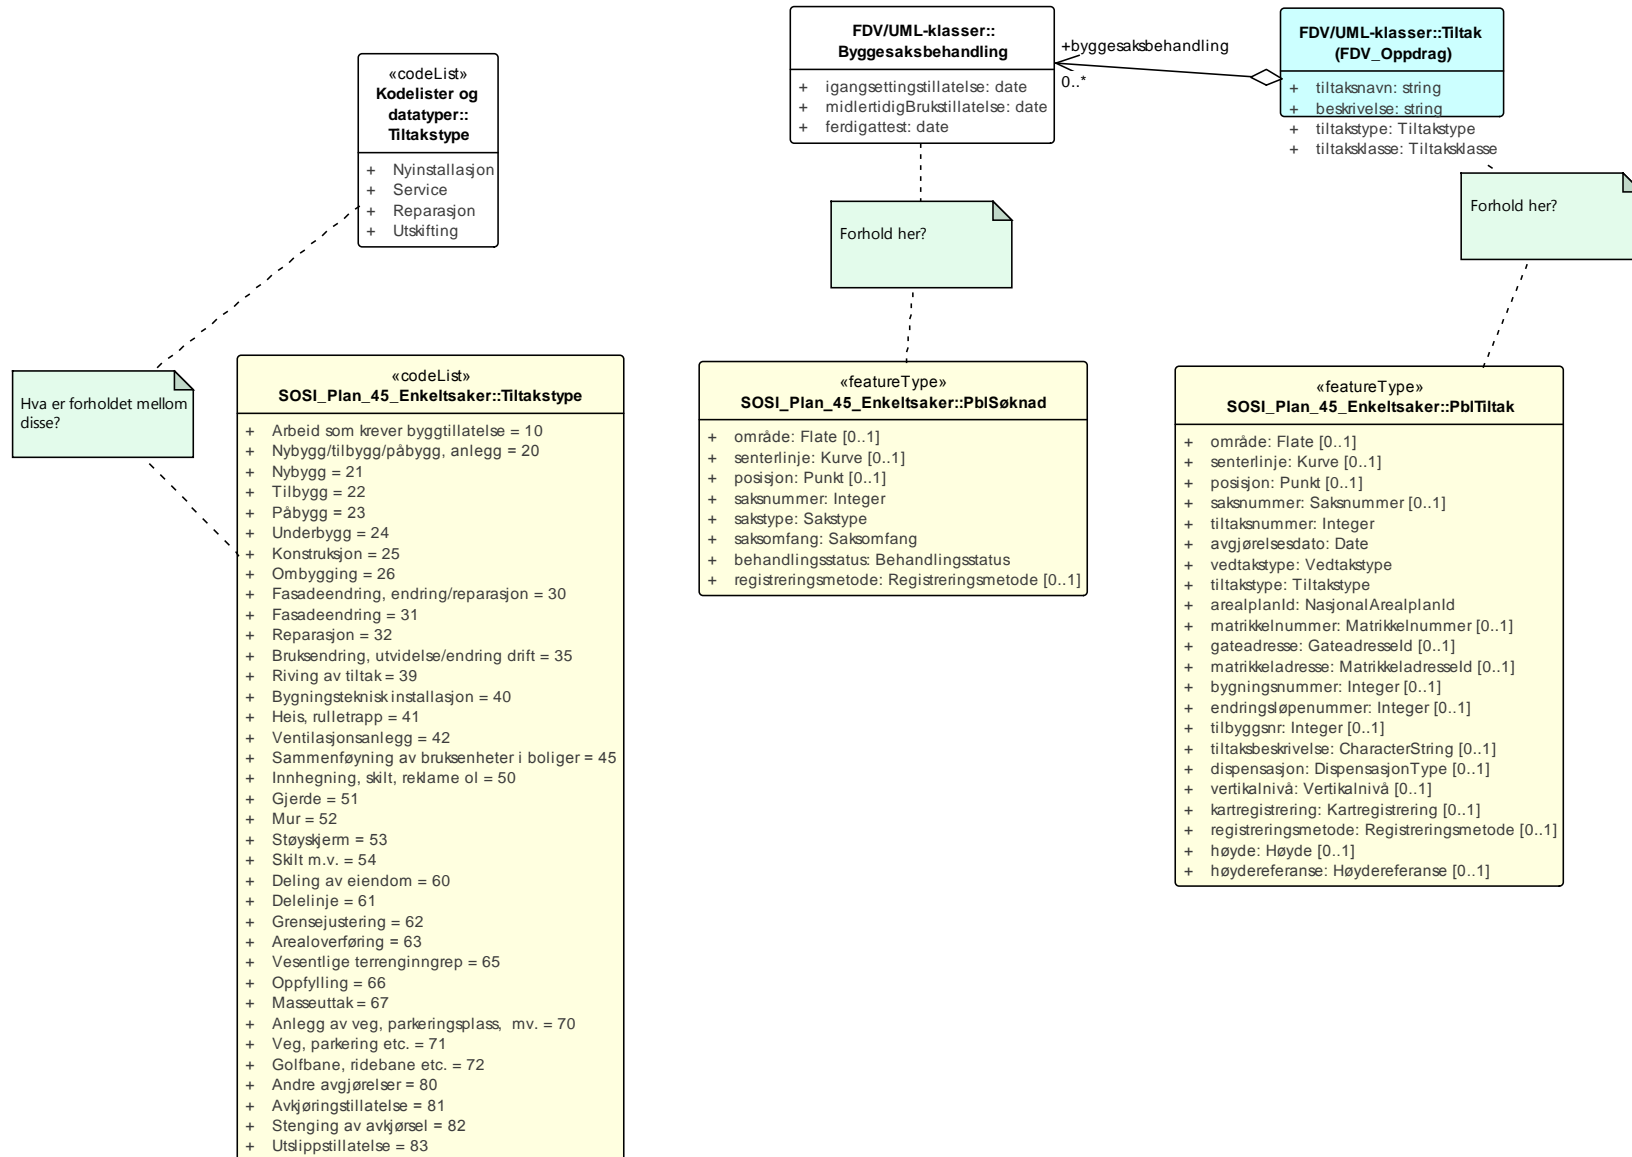 «codeList»
Kodelister og
datatyper::
Tiltakstype
+ Nyinstallasjon
+ Service
+ Reparasjon
+ Utskifting
FDV/UML-klasser::
Byggesaksbehandling
+ igangsettingstillatelse: date
+ midlertidigBrukstillatelse: date
+ ferdigattest: date
+byggesaksbehandling
0..*
FDV/UML-klasser::Tiltak
(FDV_Oppdrag)
+ tiltaksnavn: string
+ beskrivelse: string
+ tiltakstype: Tiltakstype
+ tiltaksklasse: Tiltaksklasse
Forhold her?
Forhold her?
Hva er forholdet mellom
disse?
«codeList»
SOSI_Plan_45_Enkeltsaker::Tiltakstype
+ Arbeid som krever byggtillatelse = 10
+ Nybygg/tilbygg/påbygg, anlegg = 20
+ Nybygg = 21
+ Tilbygg = 22
+ Påbygg = 23
+ Underbygg = 24
+ Konstruksjon = 25
+ Ombygging = 26
+ Fasadeendring, endring/reparasjon = 30
+ Fasadeendring = 31
+ Reparasjon = 32
+ Bruksendring, utvidelse/endring drift = 35
+ Riving av tiltak = 39
+ Bygningsteknisk installasjon = 40
+ Heis, rulletrapp = 41
+ Ventilasjonsanlegg = 42
+ Sammenføyning av bruksenheter i boliger = 45
+ Innhegning, skilt, reklame ol = 50
+ Gjerde = 51
+ Mur = 52
+ Støyskjerm = 53
+ Skilt m.v. = 54
+ Deling av eiendom = 60
+ Delelinje = 61
+ Grensejustering = 62
+ Arealoverføring = 63
+ Vesentlige terrenginngrep = 65
+ Oppfylling = 66
+ Masseuttak = 67
+ Anlegg av veg, parkeringsplass, mv. = 70
+ Veg, parkering etc. = 71
+ Golfbane, ridebane etc. = 72
+ Andre avgjørelser = 80
+ Avkjøringstillatelse = 81
+ Stenging av avkjørsel = 82
+ Utslippstillatelse = 83
«featureType»
SOSI_Plan_45_Enkeltsaker::PblSøknad
+ område: Flate [0..1]
+ senterlinje: Kurve [0..1]
+ posisjon: Punkt [0..1]
+ saksnummer: Integer
+ sakstype: Sakstype
+ saksomfang: Saksomfang
+ behandlingsstatus: Behandlingsstatus
+ registreringsmetode: Registreringsmetode [0..1]
«featureType»
SOSI_Plan_45_Enkeltsaker::PblTiltak
+ område: Flate [0..1]
+ senterlinje: Kurve [0..1]
+ posisjon: Punkt [0..1]
+ saksnummer: Saksnummer [0..1]
+ tiltaksnummer: Integer
+ avgjørelsesdato: Date
+ vedtakstype: Vedtakstype
+ tiltakstype: Tiltakstype
+ arealplanId: NasjonalArealplanId
+ matrikkelnummer: Matrikkelnummer [0..1]
+ gateadresse: GateadresseId [0..1]
+ matrikkeladresse: MatrikkeladresseId [0..1]
+ bygningsnummer: Integer [0..1]
+ endringsløpenummer: Integer [0..1]
+ tilbyggsnr: Integer [0..1]
+ tiltaksbeskrivelse: CharacterString [0..1]
+ dispensasjon: DispensasjonType [0..1]
+ vertikalnivå: Vertikalnivå [0..1]
+ kartregistrering: Kartregistrering [0..1]
+ registreringsmetode: Registreringsmetode [0..1]
+ høyde: Høyde [0..1]
+ høydereferanse: Høydereferanse [0..1]